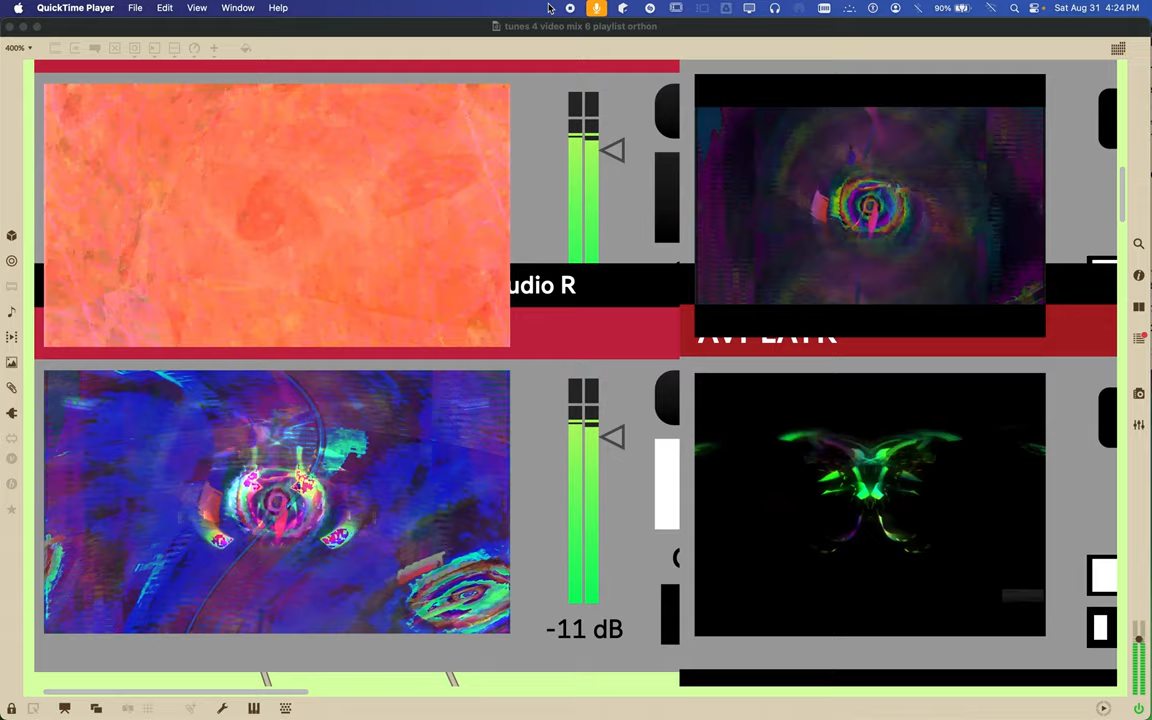 QuickTime Player File Edit View Window Help 90% Sat Aug 31 4:24 PM
tunes 4 video mix 6 playlist orthon
400%
udio R
-11 dB